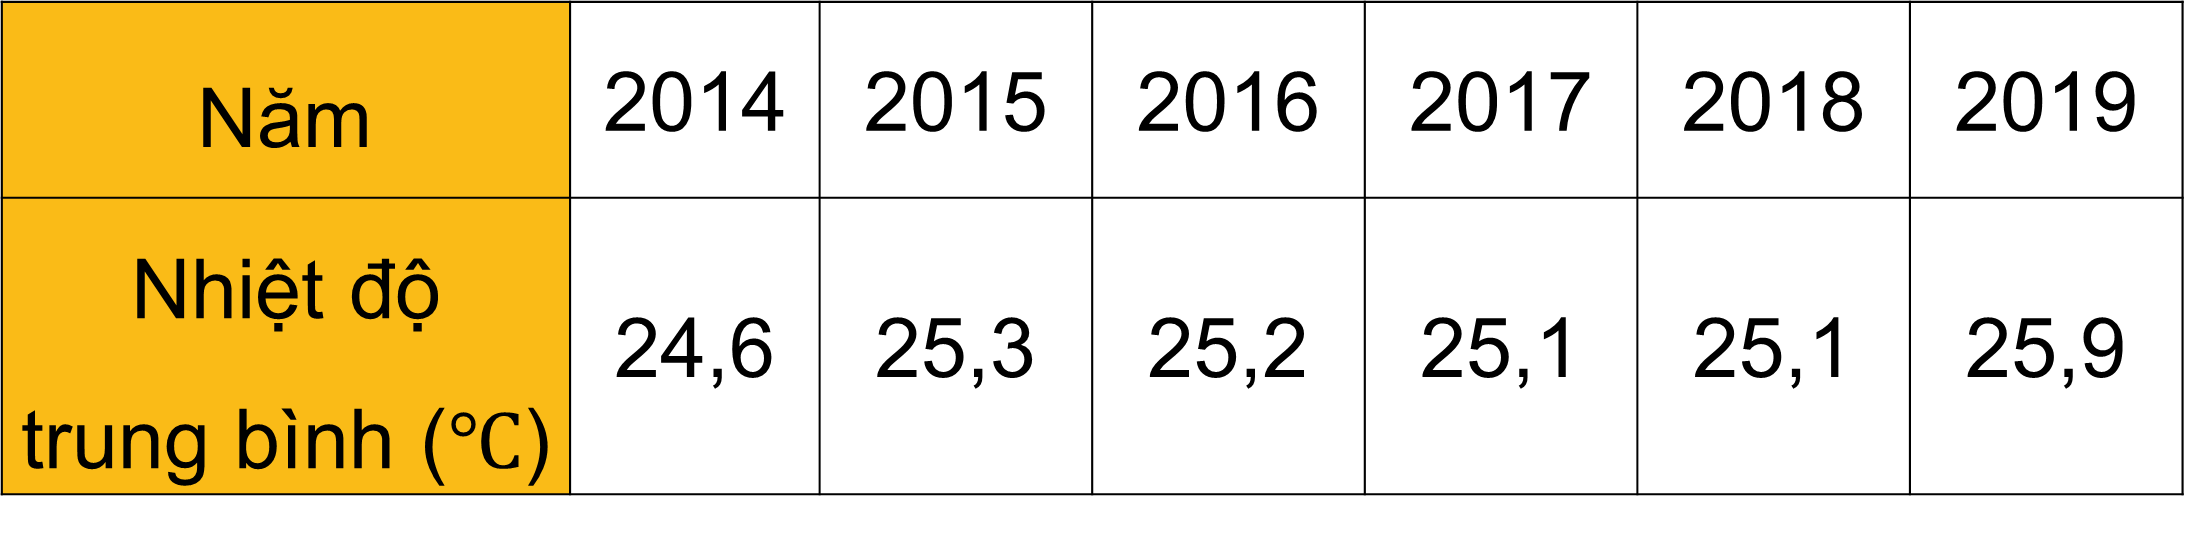 Năm 2014 2015 2016 2017 2018 2019
Nhiệt độ
trung bình (℃) 24,6 25,3 25,2 25,1 25,1 25,9